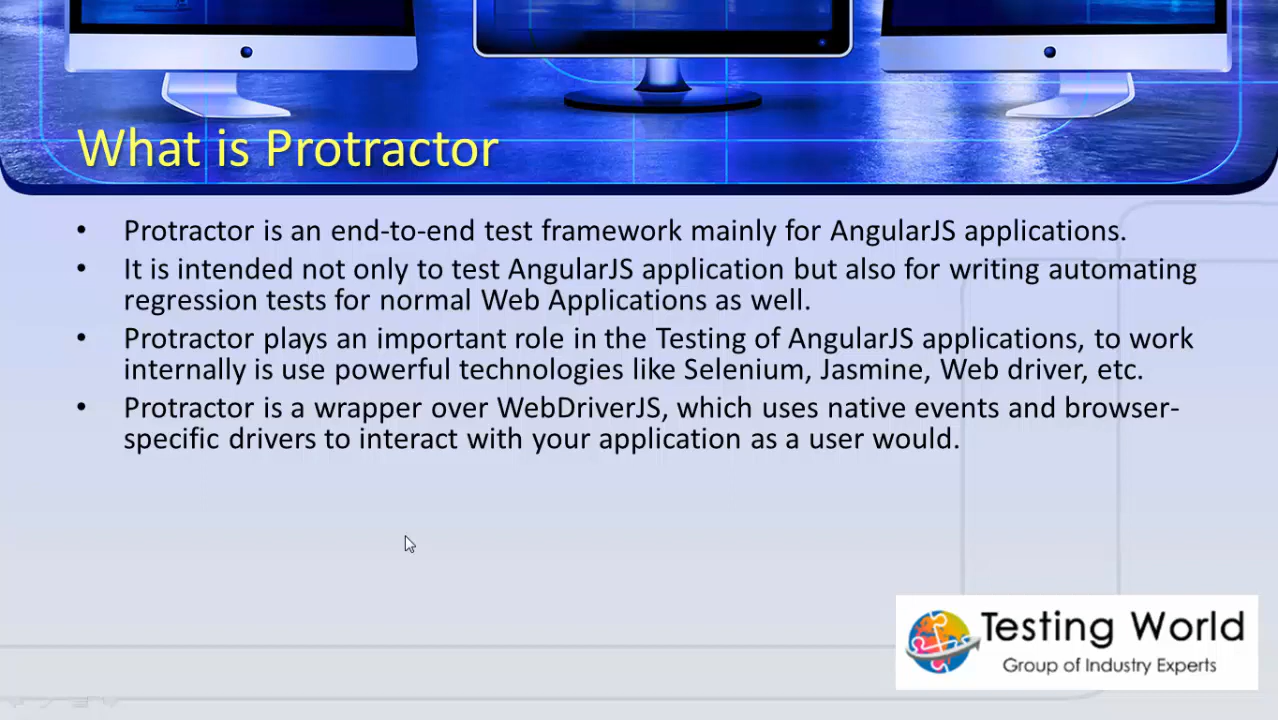 What is Protractor
• Protractor is an end-to-end test framework mainly for AngularJS applications.
• It is intended not only to test AngularJS application but also for writing automating
regression tests for normal Web Applications as well.
• Protractor plays an important role in the Testing of AngularJS applications, to work
internally is use powerful technologies like Selenium, Jasmine, Web driver, etc.
• Protractor is a wrapper over WebDriverJS, which uses native events and browser-
specific drivers to interact with your application as a user would.
Testing World
Group of Industry Experts